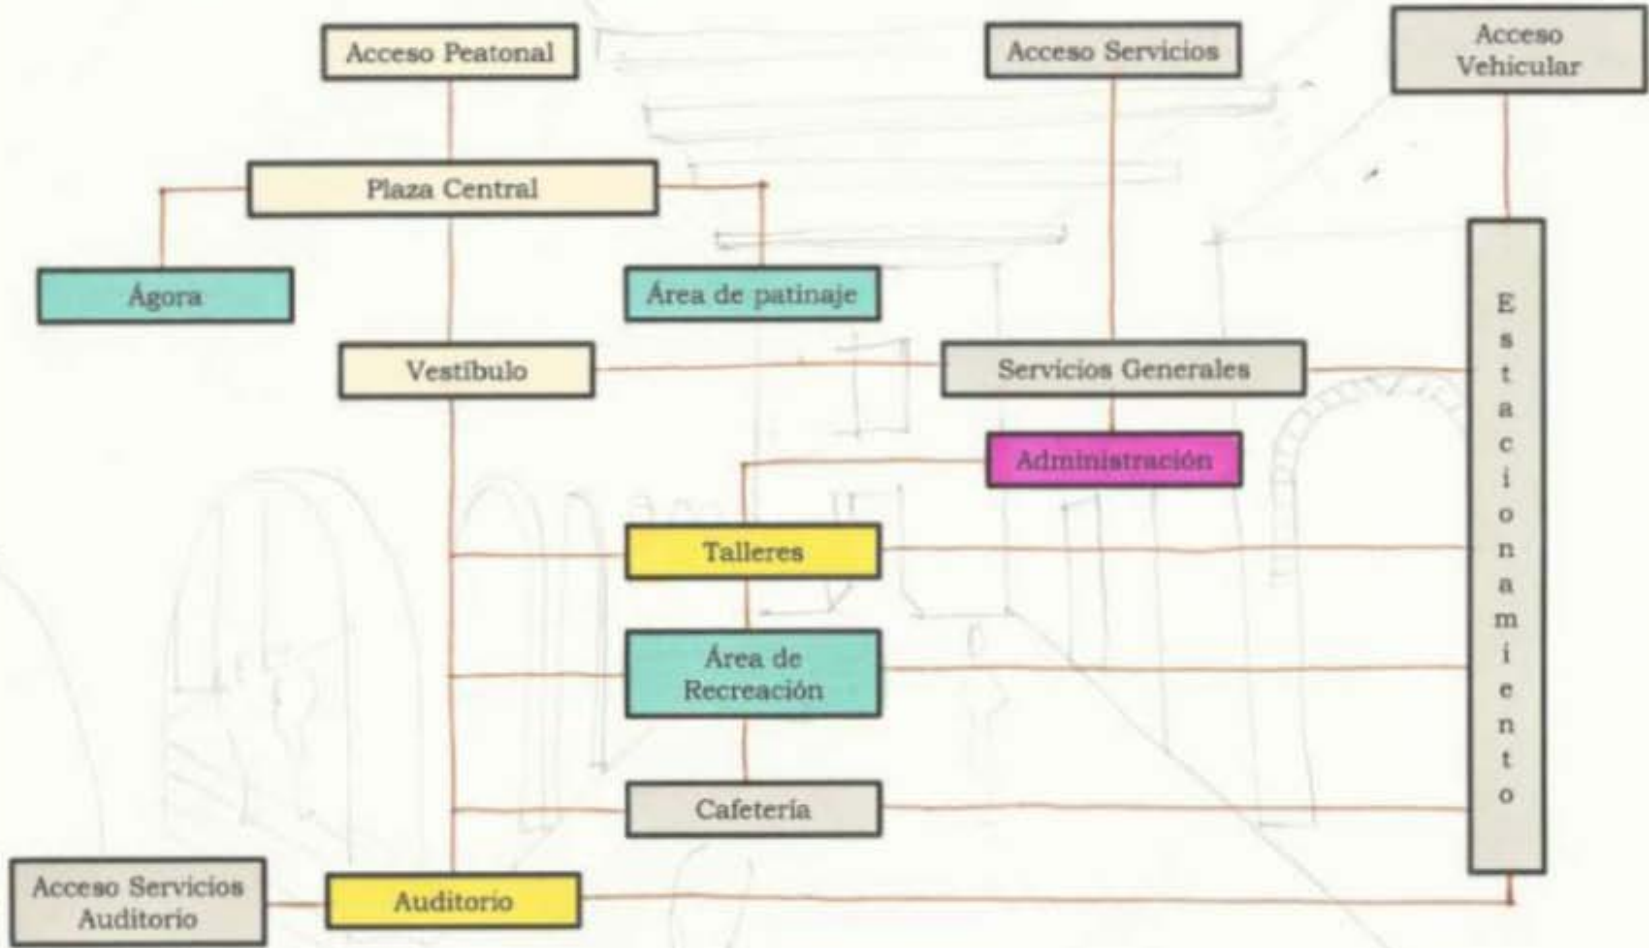 Acceso Peatonal
Acceso Servicios
Acceso
Vehicular
Plaza Central
Ágora
Área de patinaje
Vestíbulo
Servicios Generales
Estacionamiento
Administración
Talleres
Área de
Recreación
Cafetería
Acceso Servicios
Auditorio
Auditorio